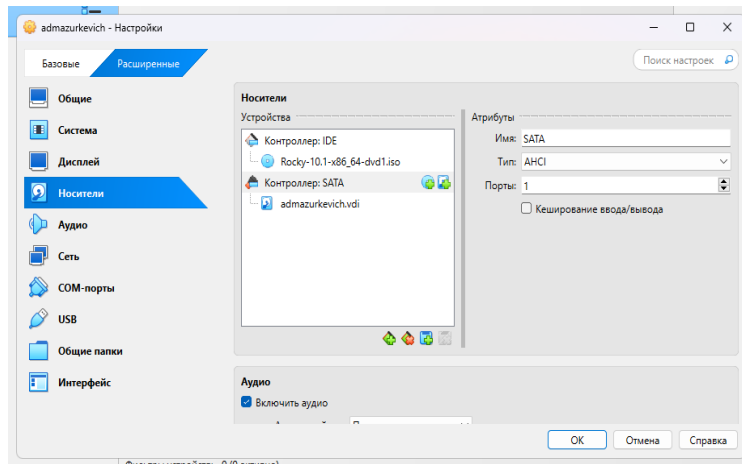 admazurkevich - Настройки
Базовые Расширенные Поиск настроек
Общие
Система
Дисплей
Носители
Аудио
Сеть
COM-порты
USB
Общие папки
Интерфейс
Носители
Устройства
Контроллер: IDE
Rocky-10.1-x86_64-dvd1.iso
Контроллер: SATA
admazurkevich.vdi
Атрибуты
Имя: SATA
Тип: AHCI
Порты: 1
Кеширование ввода/вывода
Аудио
Включить аудио
OK Отмена Справка